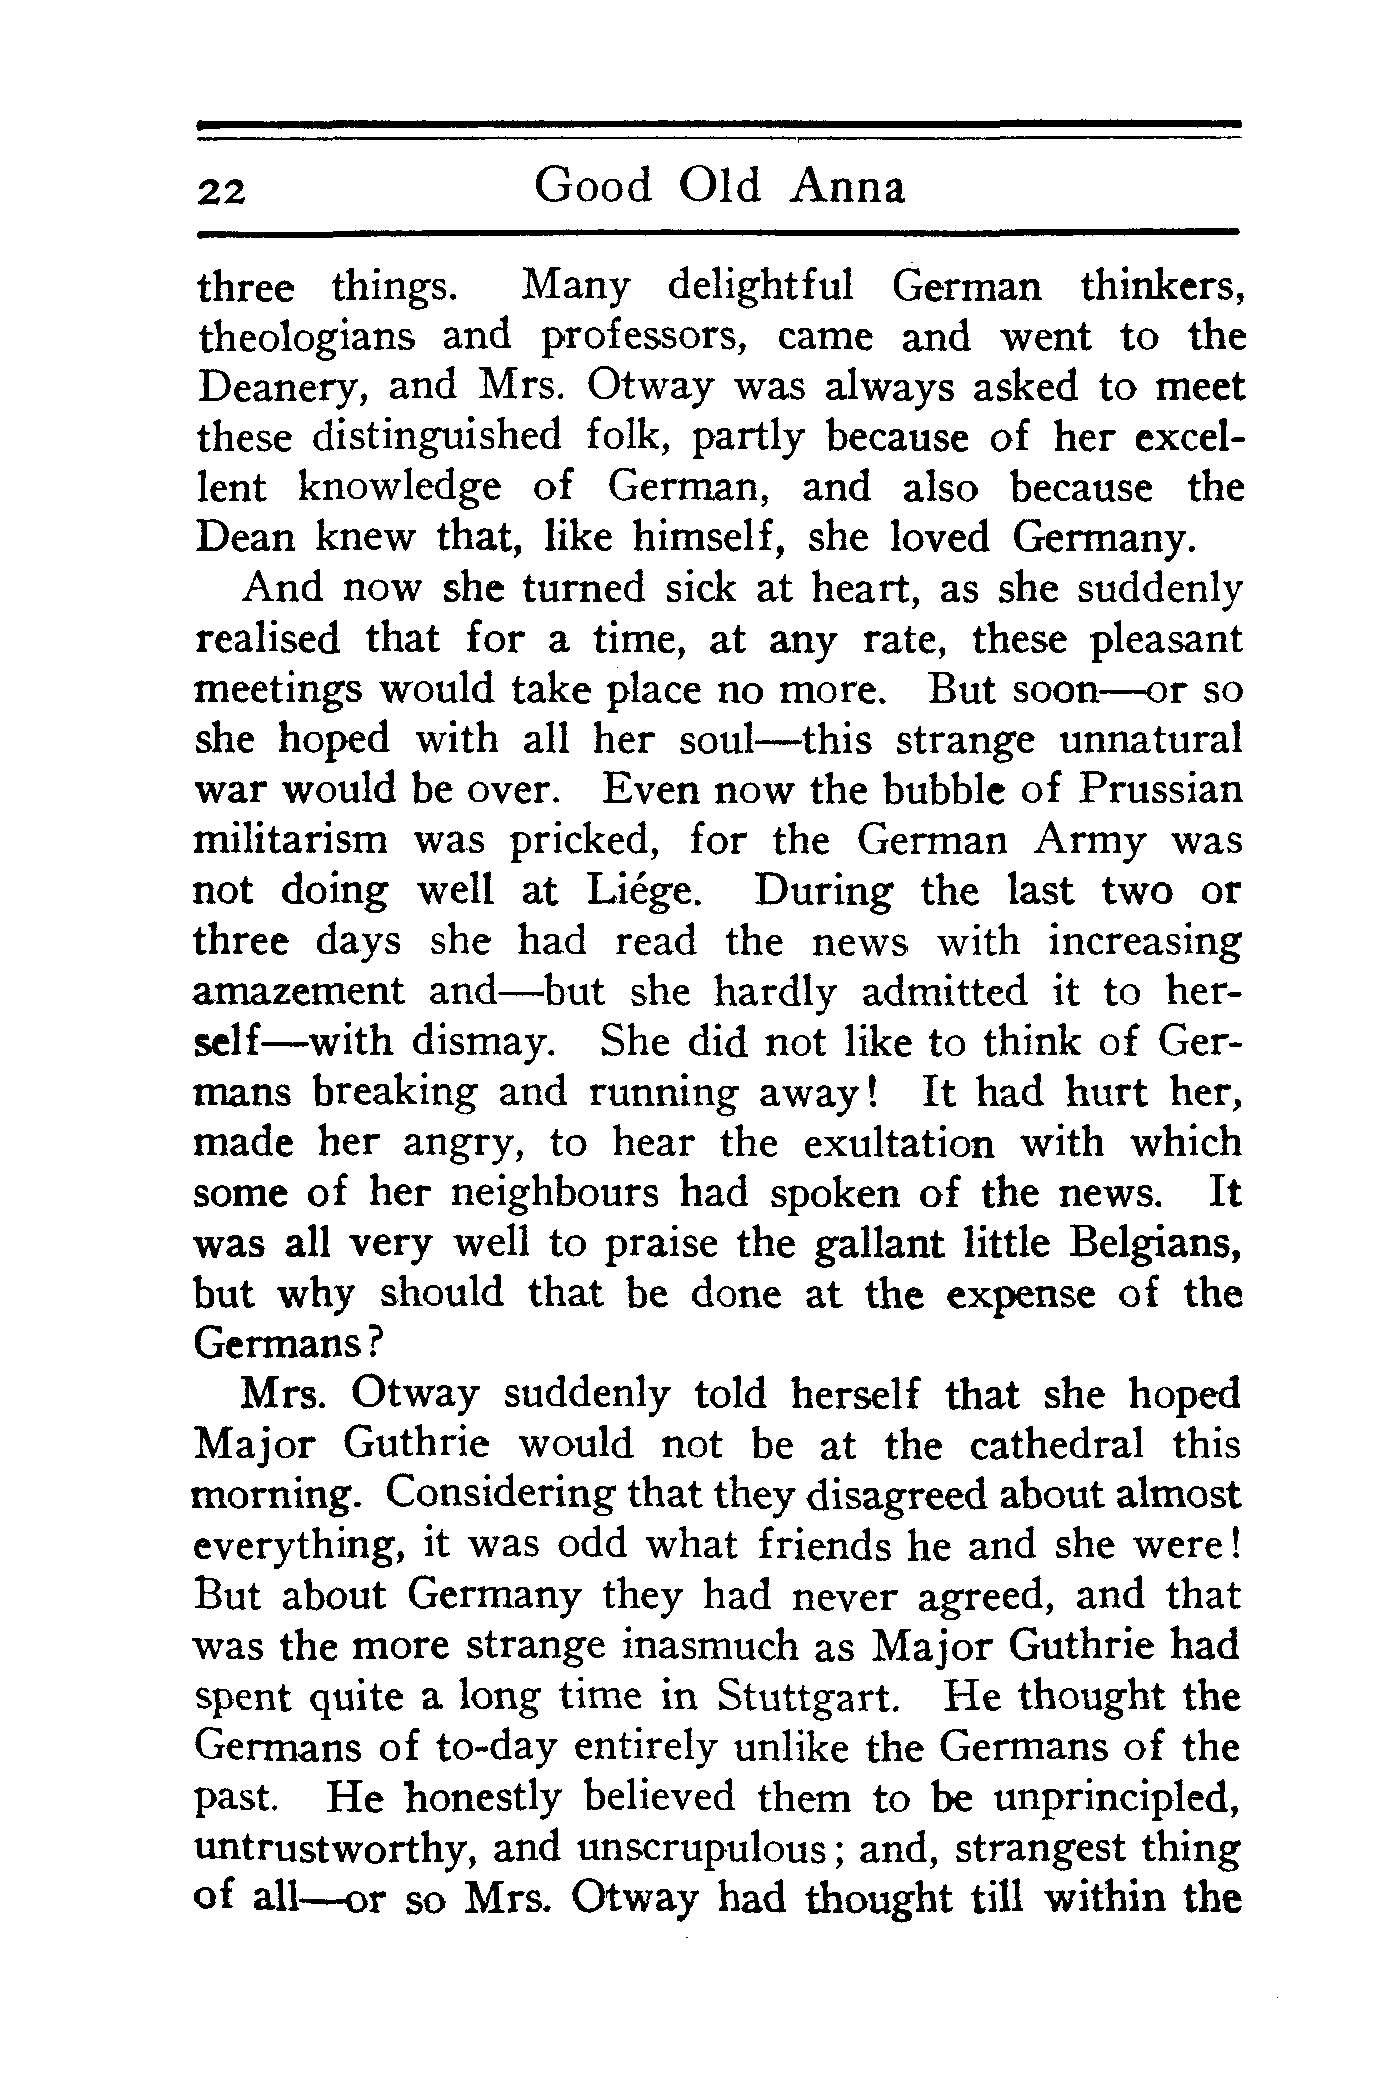 22 Good Old Anna
three things. Many delightful German thinkers,
theologians and professors, came and went to the
Deanery, and Mrs. Otway was always asked to meet
these distinguished folk, partly because of her excel-
lent knowledge of German, and also because the
Dean knew that, like himself, she loved Germany.
And now she turned sick at heart, as she suddenly
realised that for a time, at any rate, these pleasant
meetings would take place no more. But soon—or so
she hoped with all her soul—this strange unnatural
war would be over. Even now the bubble of Prussian
militarism was pricked, for the German Army was
not doing well at Liége. During the last two or
three days she had read the news with increasing
amazement and—but she hardly admitted it to her-
self—with dismay. She did not like to think of Ger-
mans breaking and running away! It had hurt her,
made her angry, to hear the exultation with which
some of her neighbours had spoken of the news. It
was all very well to praise the gallant little Belgians,
but why should that be done at the expense of the
Germans?
Mrs. Otway suddenly told herself that she hoped
Major Guthrie would not be at the cathedral this
morning. Considering that they disagreed about almost
everything, it was odd what friends he and she were!
But about Germany they had never agreed, and that
was the more strange inasmuch as Major Guthrie had
spent quite a long time in Stuttgart. He thought the
Germans of to-day entirely unlike the Germans of the
past. He honestly believed them to be unprincipled,
untrustworthy, and unscrupulous; and, strangest thing
of all—or so Mrs. Otway had thought till within the